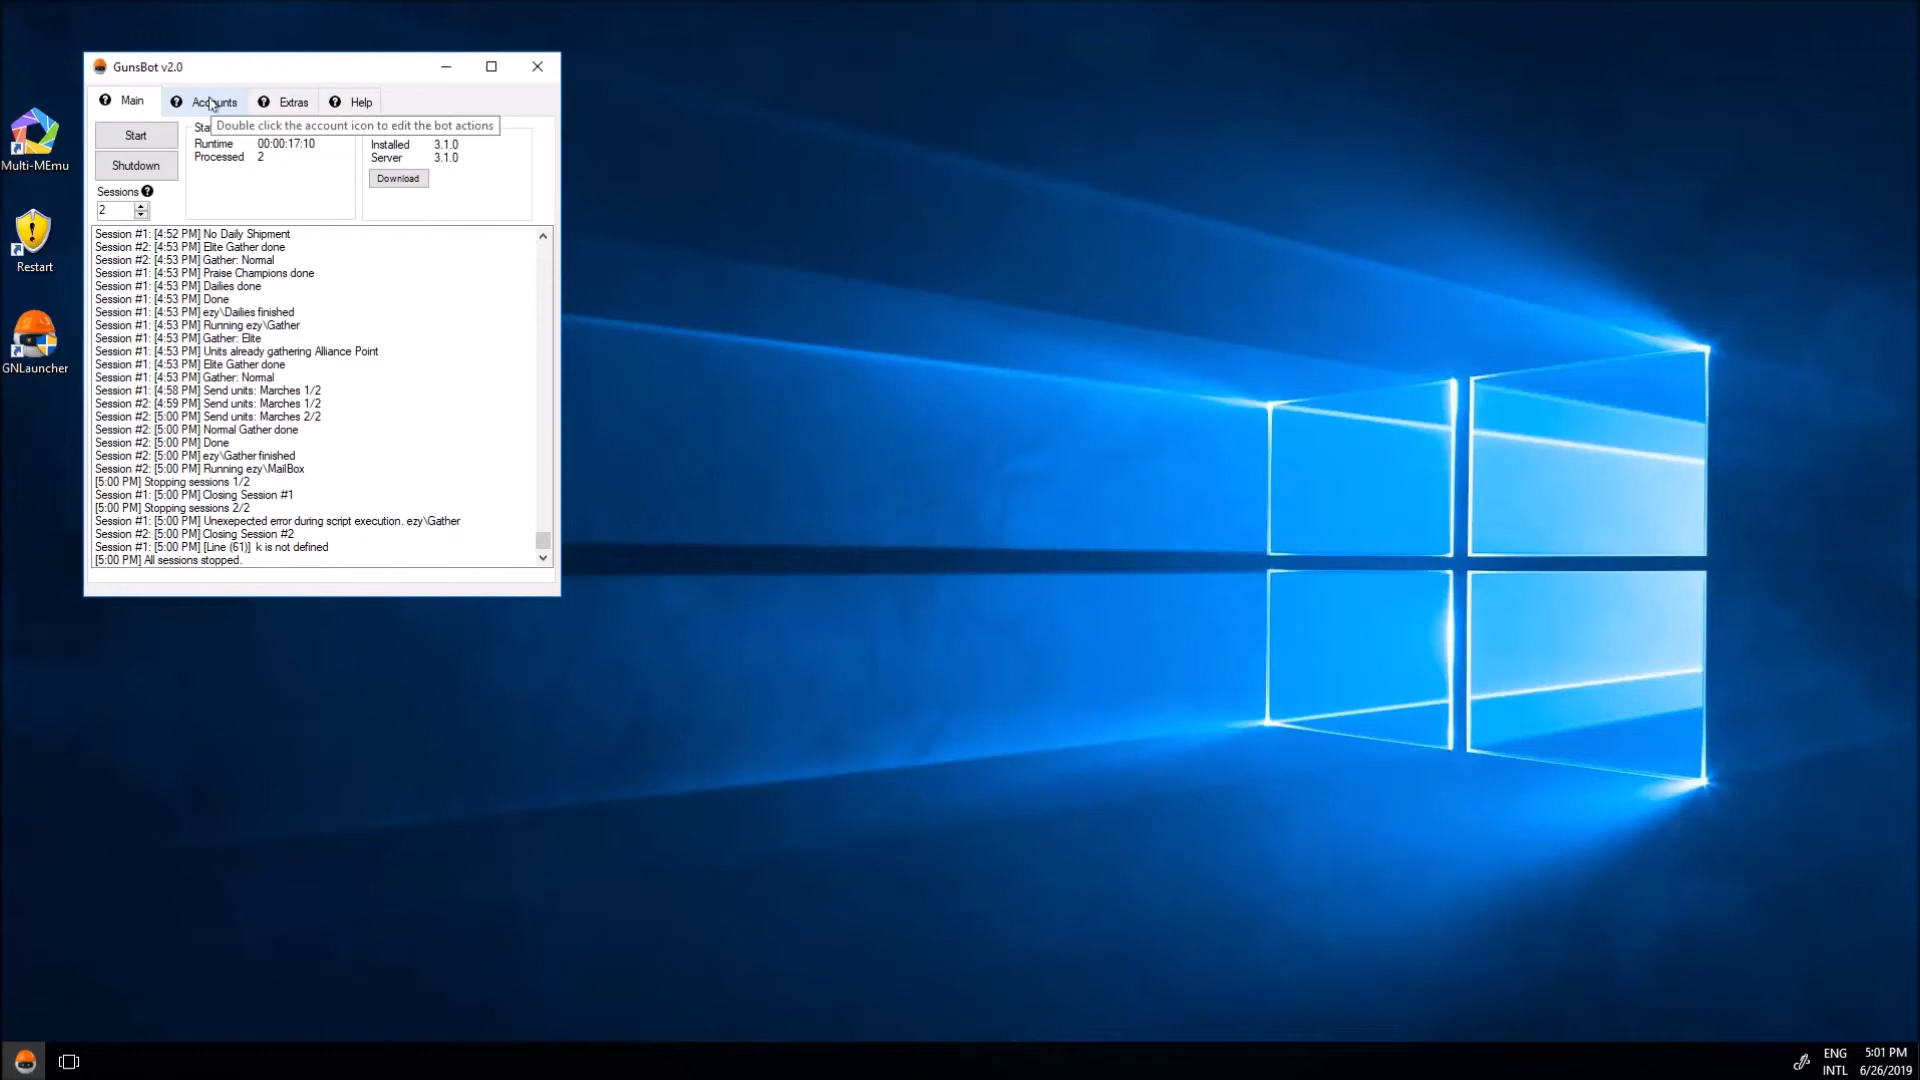 GunsBot v2.0
Main
Accounts
Extras
Help
Double click the account icon to edit the bot actions
Start
Shutdown
Sessions
2
Sta
Runtime 00:00:17:10
Processed 2
Installed 3.1.0
Server 3.1.0
Download
Session #1: [4:52 PM] No Daily Shipment
Session #2: [4:53 PM] Elite Gather done
Session #2: [4:53 PM] Gather: Normal
Session #1: [4:53 PM] Praise Champions done
Session #1: [4:53 PM] Dailies done
Session #1: [4:53 PM] Done
Session #1: [4:53 PM] ezy\Dailies finished
Session #1: [4:53 PM] Running ezy\Gather
Session #1: [4:53 PM] Gather: Elite
Session #1: [4:53 PM] Units already gathering Alliance Point
Session #1: [4:53 PM] Elite Gather done
Session #1: [4:53 PM] Gather: Normal
Session #1: [4:58 PM] Send units: Marches 1/2
Session #2: [4:59 PM] Send units: Marches 1/2
Session #2: [5:00 PM] Send units: Marches 2/2
Session #2: [5:00 PM] Normal Gather done
Session #2: [5:00 PM] Done
Session #2: [5:00 PM] ezy\Gather finished
Session #2: [5:00 PM] Running ezy\MailBox
[5:00 PM] Stopping sessions 1/2
Session #1: [5:00 PM] Closing Session #1
[5:00 PM] Stopping sessions 2/2
Session #1: [5:00 PM] Unexepected error during script execution. ezy\Gather
Session #2: [5:00 PM] Closing Session #2
Session #1: [5:00 PM] [Line (61)] k is not defined
[5:00 PM] All sessions stopped.
Multi-MEmu
Restart
GNLauncher
ENG
INTL
5:01 PM
6/26/2019